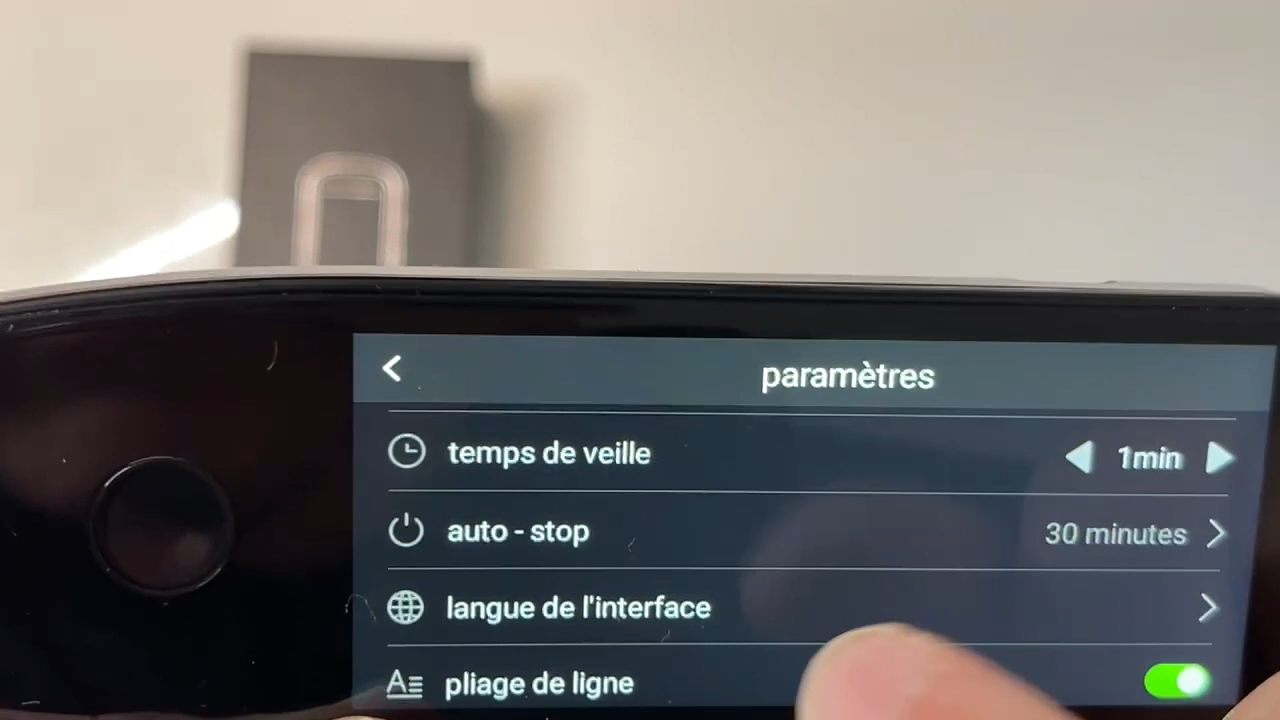 paramètres
temps de veille 1min
auto - stop 30 minutes
langue de l'interface
pliage de ligne